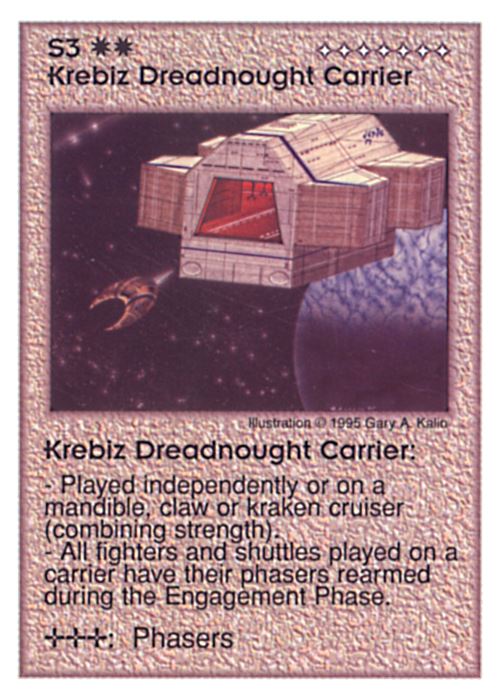 S3
Krebiz Dreadnought Carrier
Illustration © 1995 Gary A. Kalio
Krebiz Dreadnought Carrier:
- Played independently or on a
mandible, claw or kraken cruiser
(combining strength).
- All fighters and shuttles played on a
carrier have their phasers rearmed
during the Engagement Phase.
: Phasers